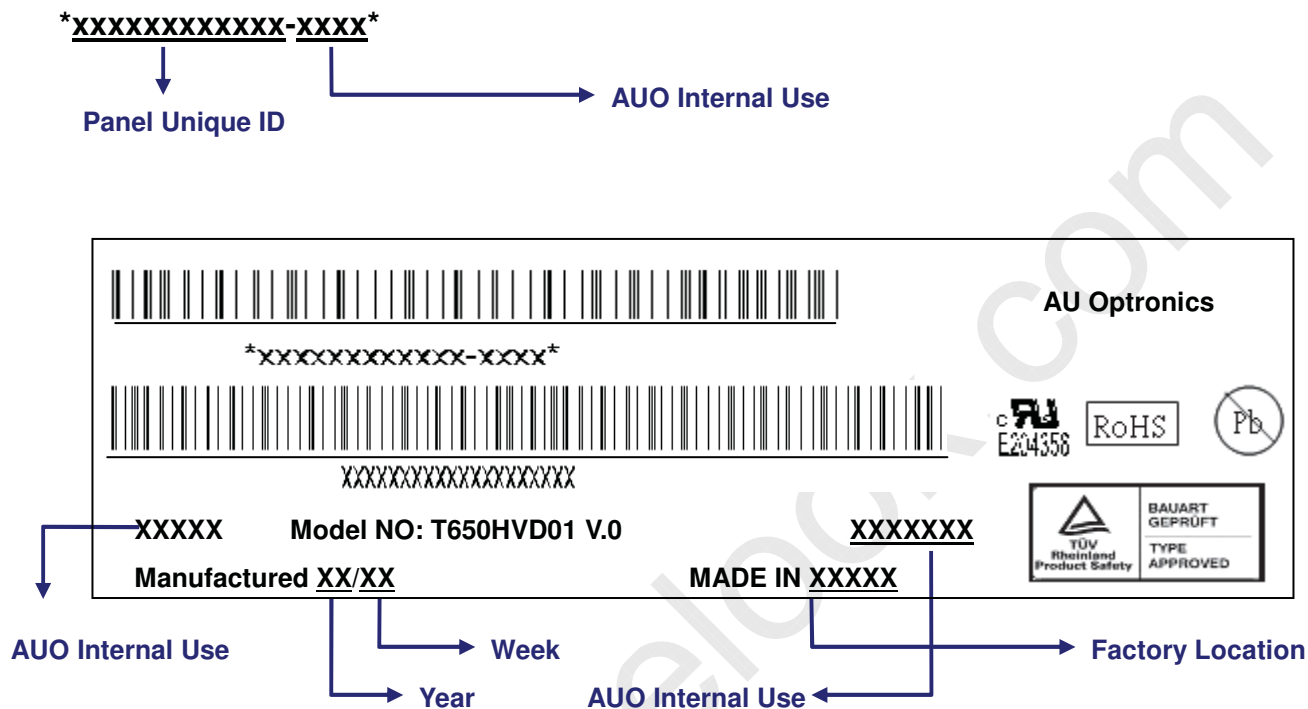 *xxxxxxxxxxxx-xxxx*
AUO Internal Use
Panel Unique ID
AU Optronics
*xxxxxxxxxxxx-xxxx*
c
E204356
RoHS
Pb
XXXXXXXXXXXXXXXXXXXX
BAUART
GEPRÜFT
TÜV
Rheinland
Product Safety
TYPE
APPROVED
XXXXX Model NO: T650HVD01 V.0 XXXXXXX
Manufactured XX/XX MADE IN XXXXX
AUO Internal Use
Week
Factory Location
Year
AUO Internal Use